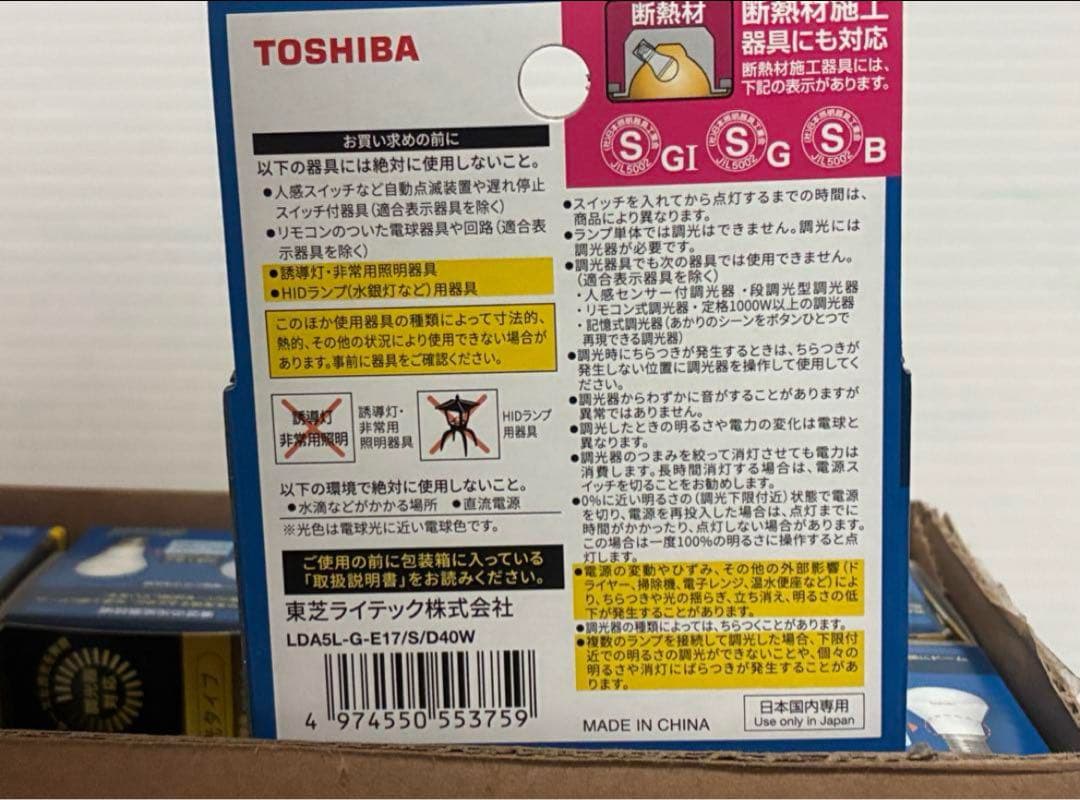 TOSHIBA
断熱材
断熱材施工
器具にも対応
断熱材施工器具には、
下記の表示があります。
S GI
S G
S B
JIL5002
JIL5002
JIL5002
お買い求めの前に
以下の器具には絶対に使用しないこと。
●人感スイッチなど自動点滅装置や遅れ停止
スイッチ付器具(適合表示器具を除く)
●リモコンのついた電球器具や回路(適合表
示器具を除く)
●誘導灯・非常用照明器具
●HIDランプ(水銀灯など)用器具
このほか使用器具の種類によって寸法的、
熱的、その他の状況により使用できない場合が
あります。事前に器具をご確認ください。
誘導灯
非常用照明
誘導灯・
非常用
照明器具
HIDランプ
用器具
以下の環境で絶対に使用しないこと。
●水滴などがかかる場所 ●直流電源
※光色は電球光に近い電球色です。
ご使用の前に包装箱に入っている
「取扱説明書」をお読みください。
東芝ライテック株式会社
LDA5L-G-E17/S/D40W
4 974550 553759
●スイッチを入れてから点灯するまでの時間は、
商品により異なります。
●ランプ単体では調光はできません。調光には
調光器が必要です。
●調光器具でも次の器具では使用できません。
(適合表示器具を除く)
・人感センサー付調光器・段調光型調光器
・リモコン式調光器・定格1000W以上の調光器
・記憶式調光器(あかりのシーンをボタンひとつで
再現できる調光器)
●調光時にちらつきが発生するときは、ちらつきが
発生しない位置に調光器を操作して使用してく
ださい。
●調光器からわずかに音がすることがありますが
異常ではありません。
●調光したときの明るさや電力の変化は電球と
異なります。
●調光器のつまみを絞って消灯させても電力は
消費します。長時間消灯する場合は、電源ス
イッチを切ることをお勧めします。
●0%に近い明るさの(調光下限付近)状態で電源
を切り、電源を再投入した場合は、点灯までに
時間がかかったり、点灯しない場合があります。
この場合は一度100%の明るさに操作すると点
灯します。
●電源の変動やひずみ、その他の外部影響(ド
ライヤー、掃除機、電子レンジ、温水便座など)によ
り、ちらつきや光の揺らぎ、立ち消え、明るさの低
下が発生することがあります。
●調光器の種類によっては、ちらつくことがあります。
●複数のランプを接続して調光した場合、下限付
近での明るさの調光ができないことや、個々の
明るさや消灯にばらつきが発生することがあ
ります。
MADE IN CHINA
日本国内専用
Use only in Japan